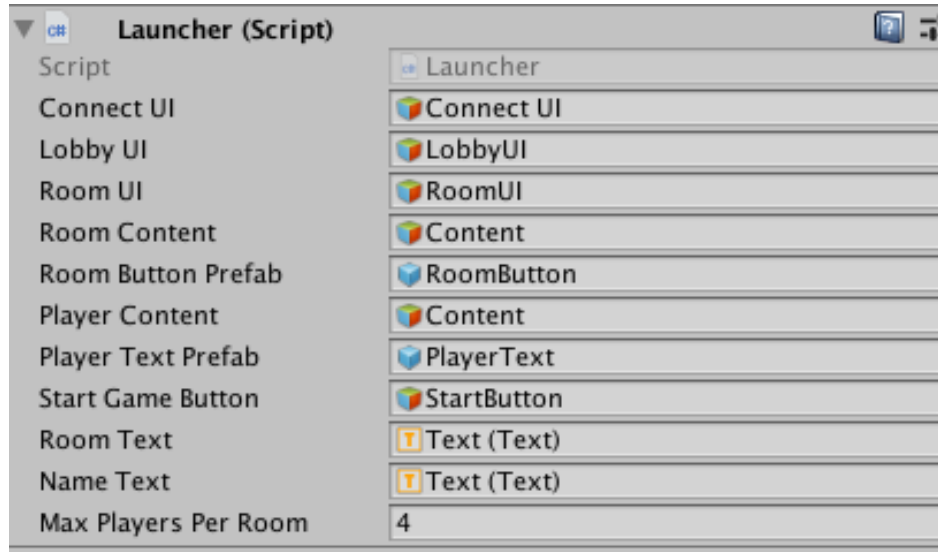 c# Launcher (Script)
Script Launcher
Connect UI Connect UI
Lobby UI LobbyUI
Room UI RoomUI
Room Content Content
Room Button Prefab RoomButton
Player Content Content
Player Text Prefab PlayerText
Start Game Button StartButton
Room Text Text (Text)
Name Text Text (Text)
Max Players Per Room 4